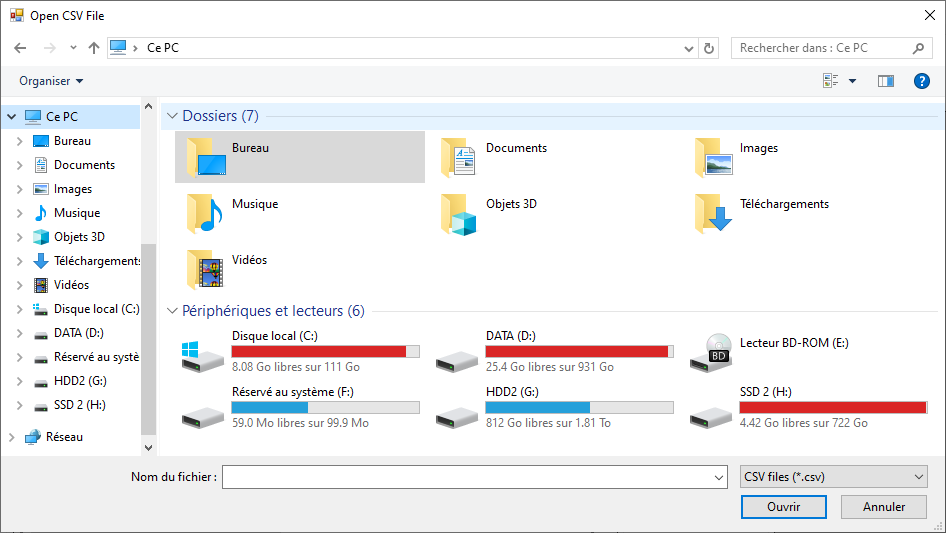 Open CSV File
Ce PC
Rechercher dans : Ce PC
Organiser
Ce PC
Bureau
Documents
Images
Musique
Objets 3D
Téléchargements
Vidéos
Disque local (C:)
DATA (D:)
Réservé au systè
HDD2 (G:)
SSD 2 (H:)
Réseau
Dossiers (7)
Bureau
Documents
Images
Musique
Objets 3D
Téléchargements
Vidéos
Périphériques et lecteurs (6)
Disque local (C:)
8.08 Go libres sur 111 Go
DATA (D:)
25.4 Go libres sur 931 Go
BD
Lecteur BD-ROM (E:)
Réservé au système (F:)
59.0 Mo libres sur 99.9 Mo
HDD2 (G:)
812 Go libres sur 1.81 To
SSD 2 (H:)
4.42 Go libres sur 722 Go
Nom du fichier :
CSV files (*.csv)
Ouvrir
Annuler